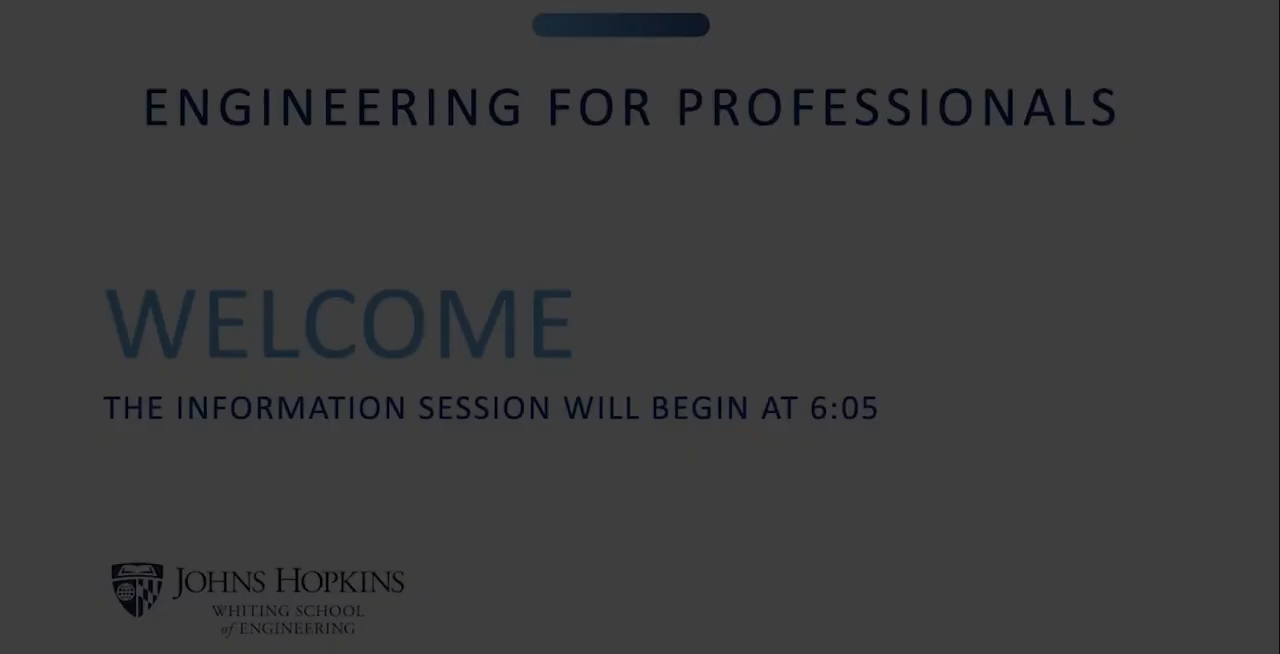 ENGINEERING FOR PROFESSIONALS
WELCOME
THE INFORMATION SESSION WILL BEGIN AT 6:05
JOHNS HOPKINS
WHITING SCHOOL
of ENGINEERING